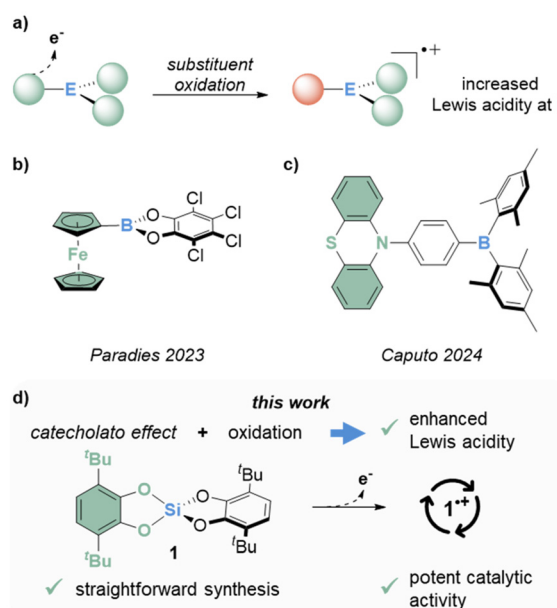 a)
e-
E
substituent
oxidation
E
•+
increased
Lewis acidity at
b)
B
O
O
Cl
Cl
Cl
Cl
Fe
Paradies 2023
c)
S
N
B
Caputo 2024
d)
this work
catecholato effect + oxidation
✓ enhanced
Lewis acidity
tBu
O
O
Si
O
O
tBu
tBu
tBu
1
e-
1•+
✓ straightforward synthesis
✓ potent catalytic
activity